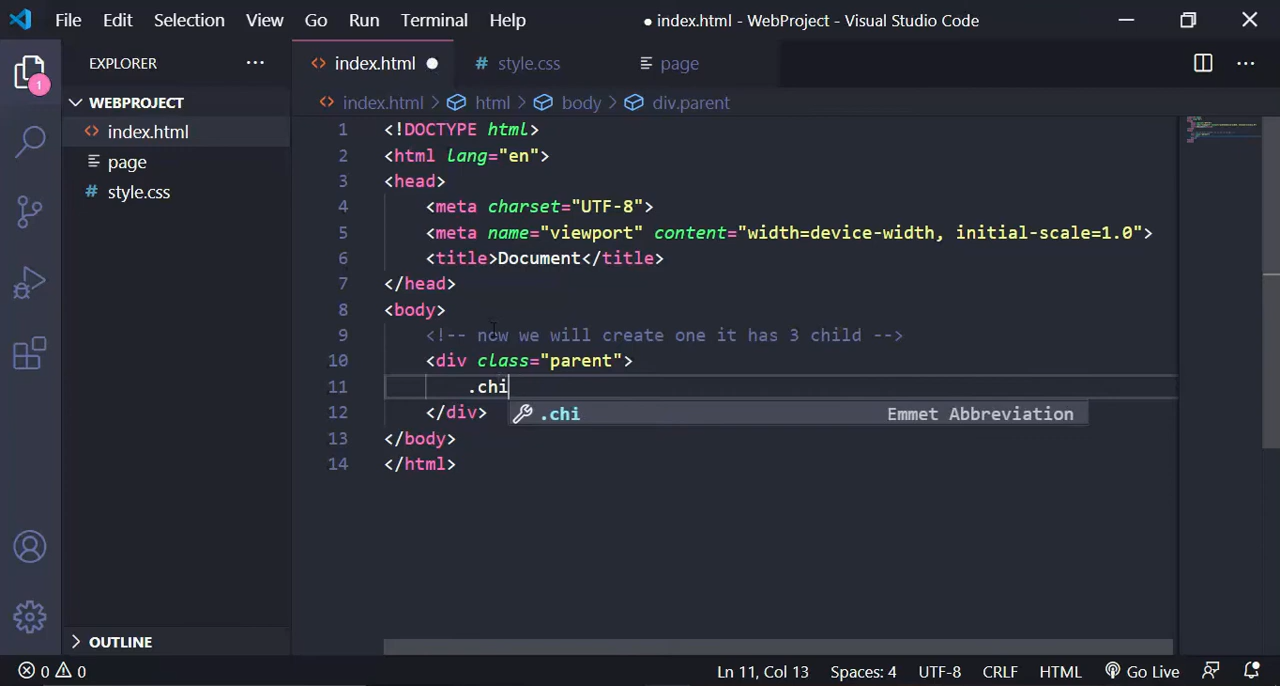 File Edit Selection View Go Run Terminal Help ● index.html - WebProject - Visual Studio Code
EXPLORER ··· <> index.html ● # style.css page ···
1
WEBPROJECT <> index.html > html > body > div.parent
<> index.html
page
# style.css
1 <!DOCTYPE html>
2 <html lang="en">
3 <head>
4 <meta charset="UTF-8">
5 <meta name="viewport" content="width=device-width, initial-scale=1.0">
6 <title>Document</title>
7 </head>
8 <body>
9 <!-- now we will create one it has 3 child -->
10 <div class="parent">
11 .chi
.chi Emmet Abbreviation
12 </div>
13 </body>
14 </html>
OUTLINE
0 0 Ln 11, Col 13 Spaces: 4 UTF-8 CRLF HTML Go Live